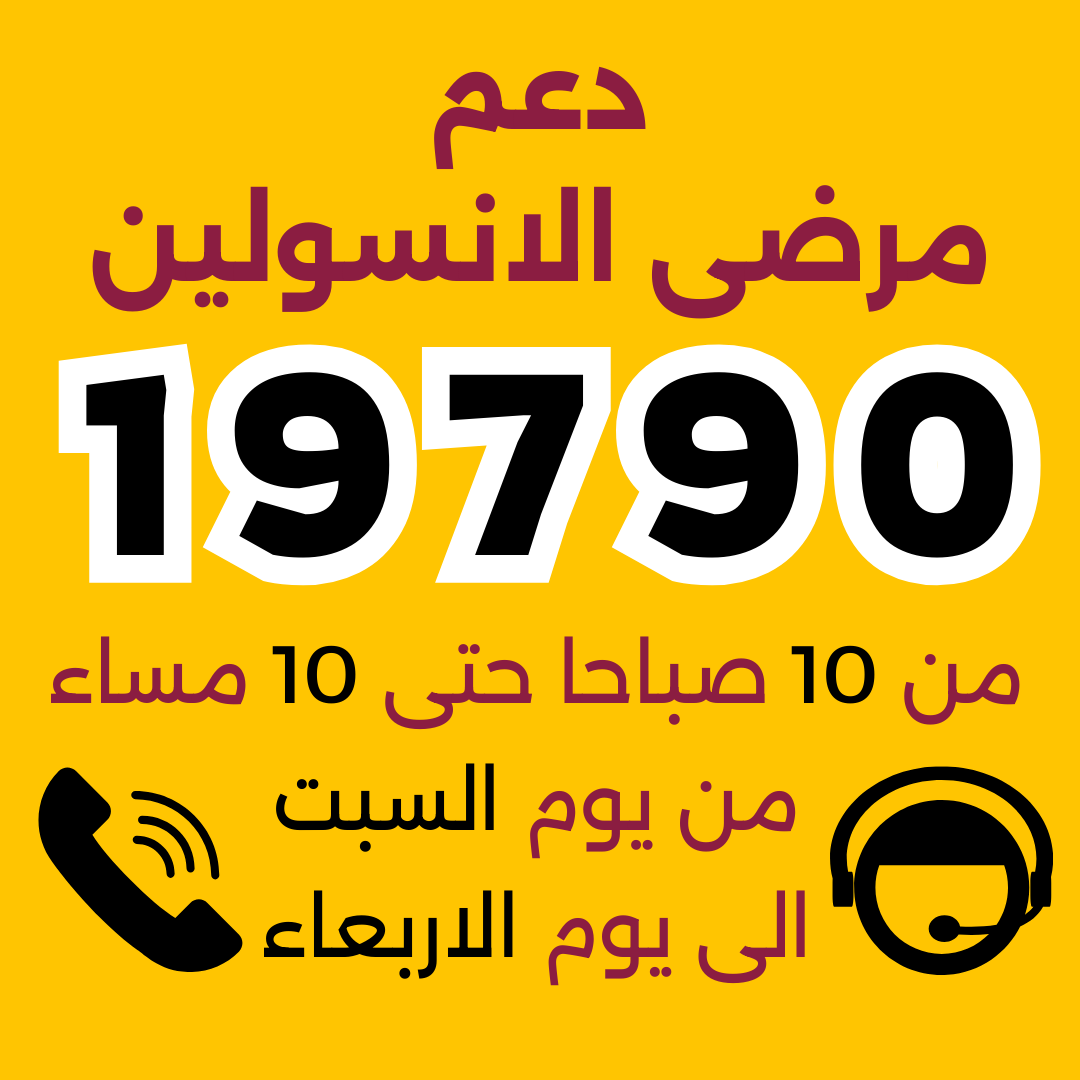 دعم
مرضى الانسولين
19790
من 10 صباحا حتى 10 مساء
من يوم السبت
الى يوم الاربعاء